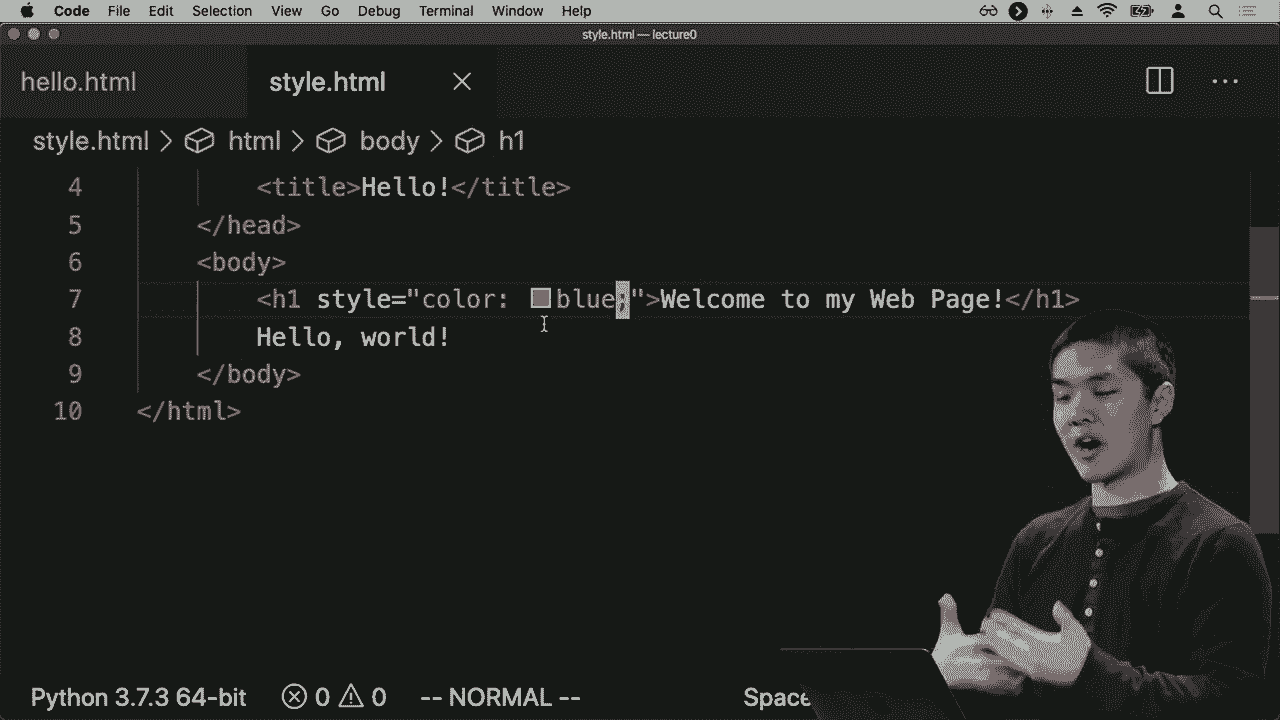 Code File Edit Selection View Go Debug Terminal Window Help
style.html — lecture0
hello.html style.html
style.html > html > body > h1
4 <title>Hello!</title>
5 </head>
6 <body>
7 <h1 style="color: blue;">Welcome to my Web Page!</h1>
8 Hello, world!
9 </body>
10 </html>
Python 3.7.3 64-bit 0 0 -- NORMAL -- Space